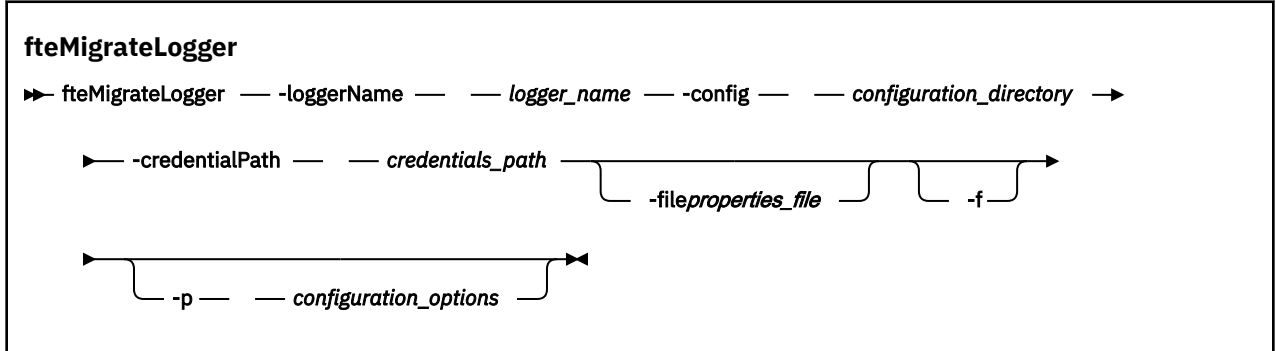 fteMigrateLogger
fteMigrateLogger -loggerName logger_name -config configuration_directory
-credentialPath credentials_path
-fileproperties_file -f
-p configuration_options